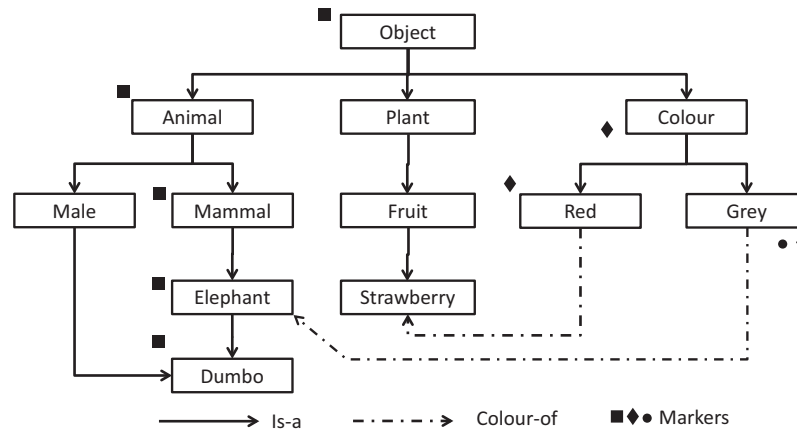 Object
Animal
Plant
Colour
Male
Mammal
Fruit
Red
Grey
Elephant
Strawberry
Dumbo
Is-a
Colour-of
Markers